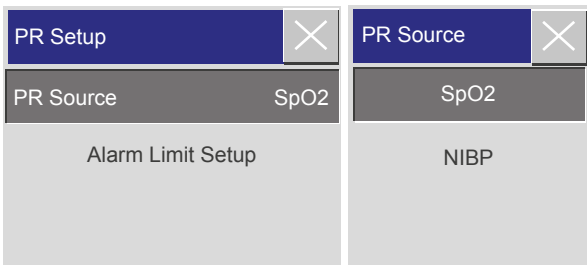 PR Setup
PR Source SpO2
Alarm Limit Setup
PR Source
SpO2
NIBP